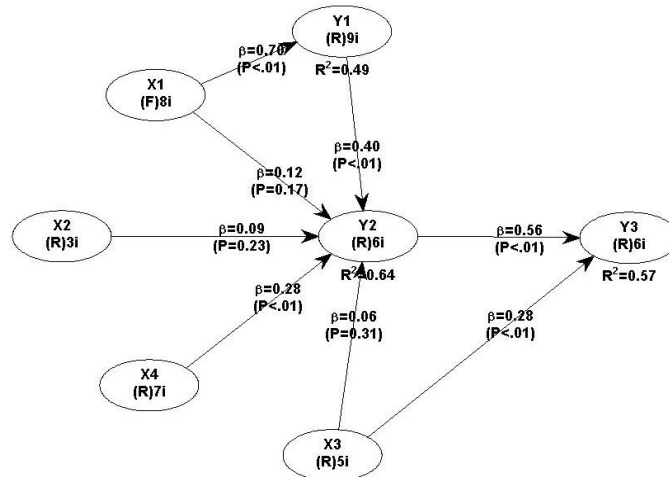 Y1
(R)9i
β=0.70
(P<.01)
R²=0.49
X1
(F)8i
β=0.40
(P<.01)
β=0.12
(P=0.17)
X2
(R)3i
β=0.09
(P=0.23)
Y2
(R)6i
R²=0.64
β=0.56
(P<.01)
Y3
(R)6i
R²=0.57
β=0.28
(P<.01)
β=0.06
(P=0.31)
β=0.28
(P<.01)
X4
(R)7i
X3
(R)5i